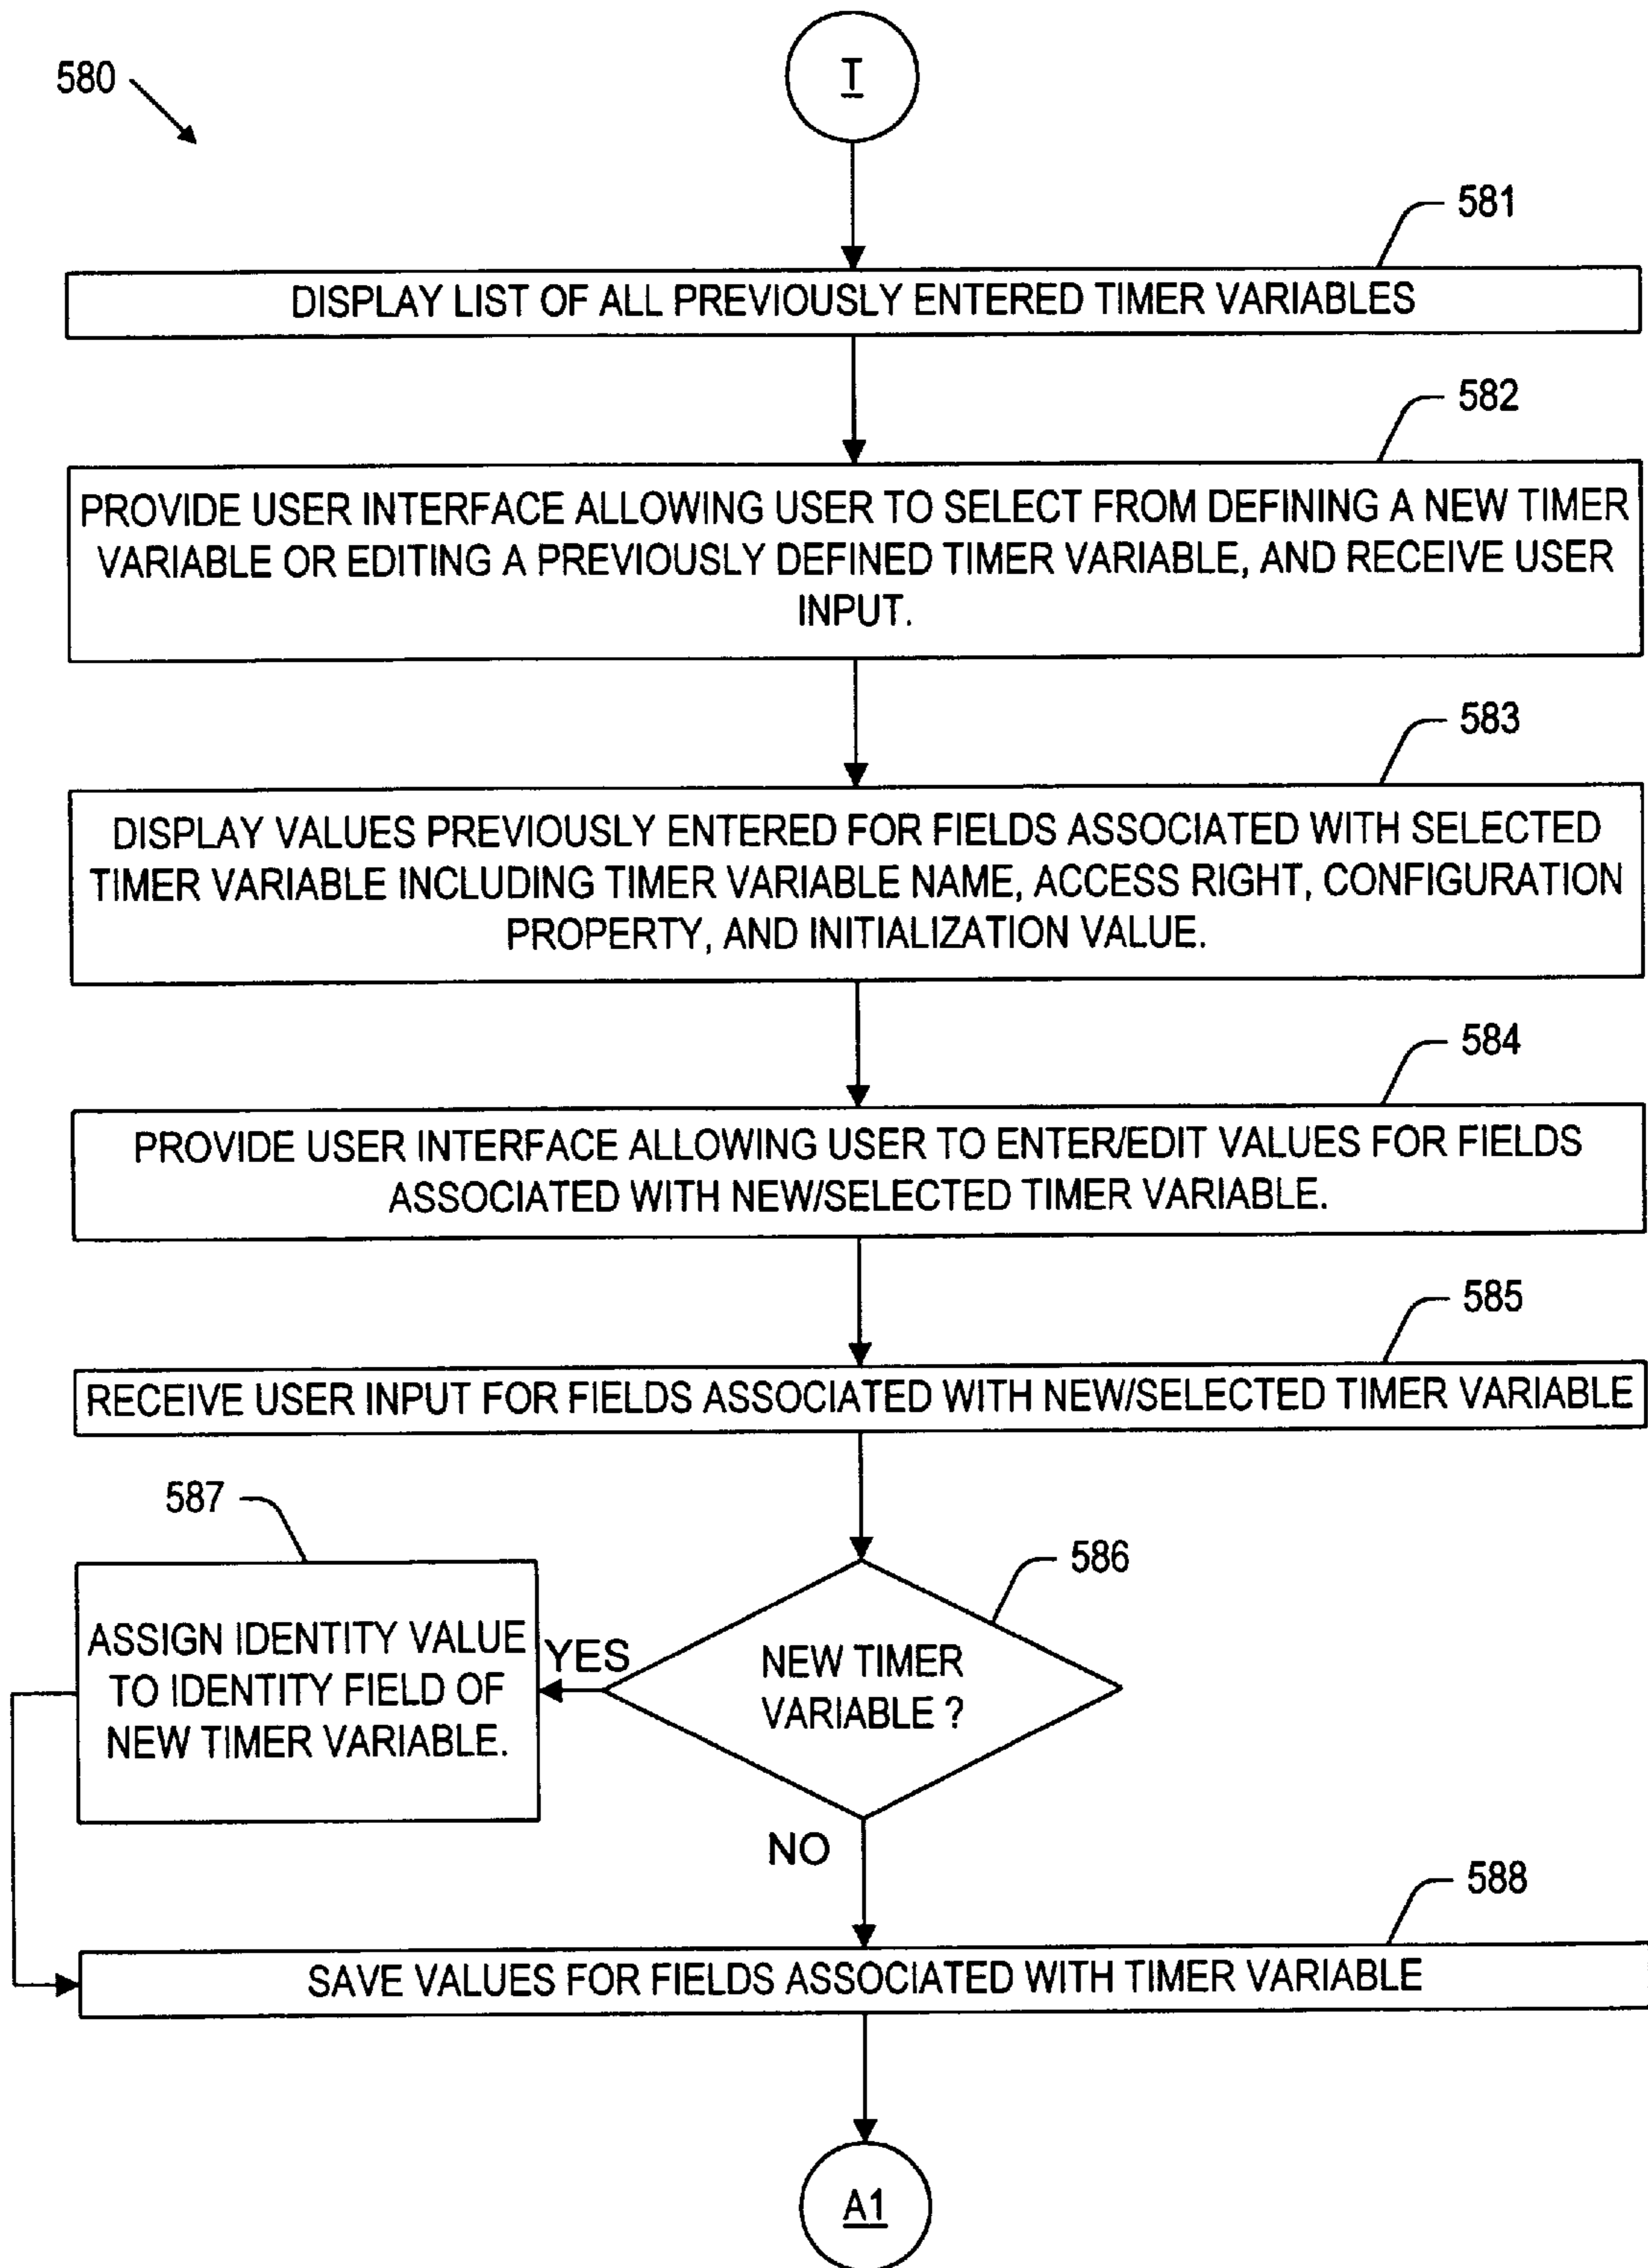 T
580
581
DISPLAY LIST OF ALL PREVIOUSLY ENTERED TIMER VARIABLES
582
PROVIDE USER INTERFACE ALLOWING USER TO SELECT FROM DEFINING A NEW TIMER
VARIABLE OR EDITING A PREVIOUSLY DEFINED TIMER VARIABLE, AND RECEIVE USER
INPUT.
583
DISPLAY VALUES PREVIOUSLY ENTERED FOR FIELDS ASSOCIATED WITH SELECTED
TIMER VARIABLE INCLUDING TIMER VARIABLE NAME, ACCESS RIGHT, CONFIGURATION
PROPERTY, AND INITIALIZATION VALUE.
584
PROVIDE USER INTERFACE ALLOWING USER TO ENTER/EDIT VALUES FOR FIELDS
ASSOCIATED WITH NEW/SELECTED TIMER VARIABLE.
585
RECEIVE USER INPUT FOR FIELDS ASSOCIATED WITH NEW/SELECTED TIMER VARIABLE
587
586
ASSIGN IDENTITY VALUE
TO IDENTITY FIELD OF
NEW TIMER VARIABLE.
YES
NEW TIMER
VARIABLE ?
NO
588
SAVE VALUES FOR FIELDS ASSOCIATED WITH TIMER VARIABLE
A1